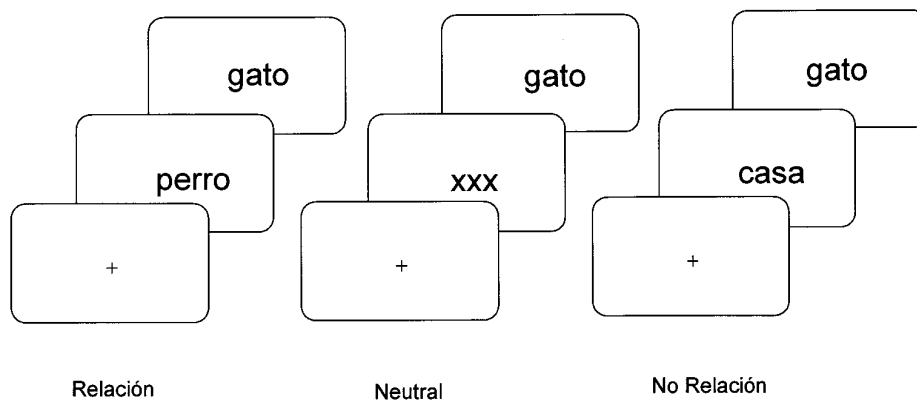 gato
perro
+
Relación
gato
xxx
+
Neutral
gato
casa
+
No Relación